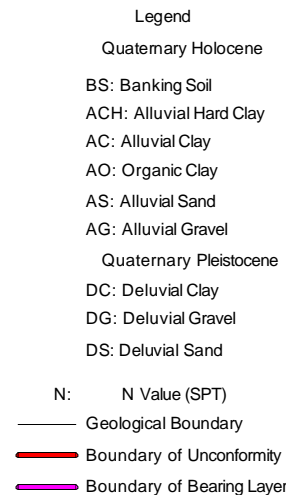 Legend
Quaternary Holocene
BS: Banking Soil
ACH: Alluvial Hard Clay
AC: Alluvial Clay
AO: Organic Clay
AS: Alluvial Sand
AG: Alluvial Gravel
Quaternary Pleistocene
DC: Deluvial Clay
DG: Deluvial Gravel
DS: Deluvial Sand
N: N Value (SPT)
Geological Boundary
Boundary of Unconformity
Boundary of Bearing Layer